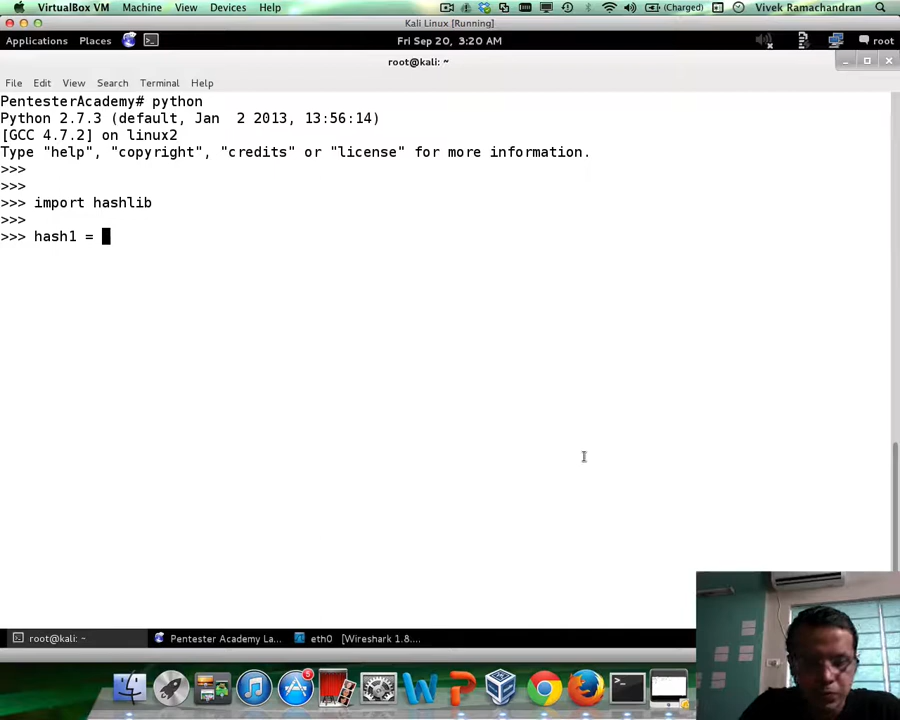 VirtualBox VM Machine View Devices Help (Charged) Vivek Ramachandran
Kali Linux [Running]
Applications Places Fri Sep 20, 3:20 AM root
root@kali: ~
File Edit View Search Terminal Help
PentesterAcademy# python
Python 2.7.3 (default, Jan 2 2013, 13:56:14)
[GCC 4.7.2] on linux2
Type "help", "copyright", "credits" or "license" for more information.
>>>
>>>
>>> import hashlib
>>>
>>> hash1 =
root@kali: ~ Pentester Academy La... eth0 [Wireshark 1.8....